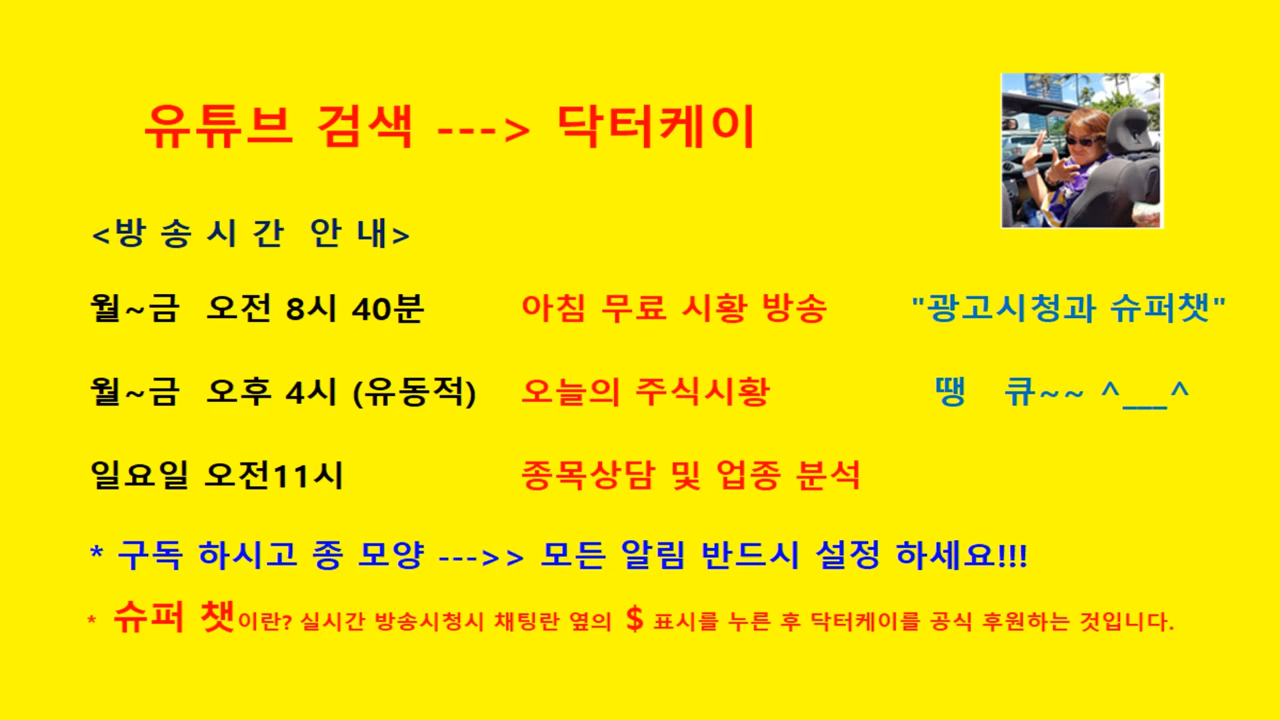 유튜브 검색 ---> 닥터케이
<방 송 시 간 안 내>
월~금 오전 8시 40분 아침 무료 시황 방송 "광고시청과 슈퍼챗"
월~금 오후 4시 (유동적) 오늘의 주식시황 땡 큐~~ ^___^
일요일 오전11시 종목상담 및 업종 분석
* 구독 하시고 종 모양 --->> 모든 알림 반드시 설정 하세요!!!
* 슈퍼 챗이란? 실시간 방송시청시 채팅란 옆의 $ 표시를 누른 후 닥터케이를 공식 후원하는 것입니다.